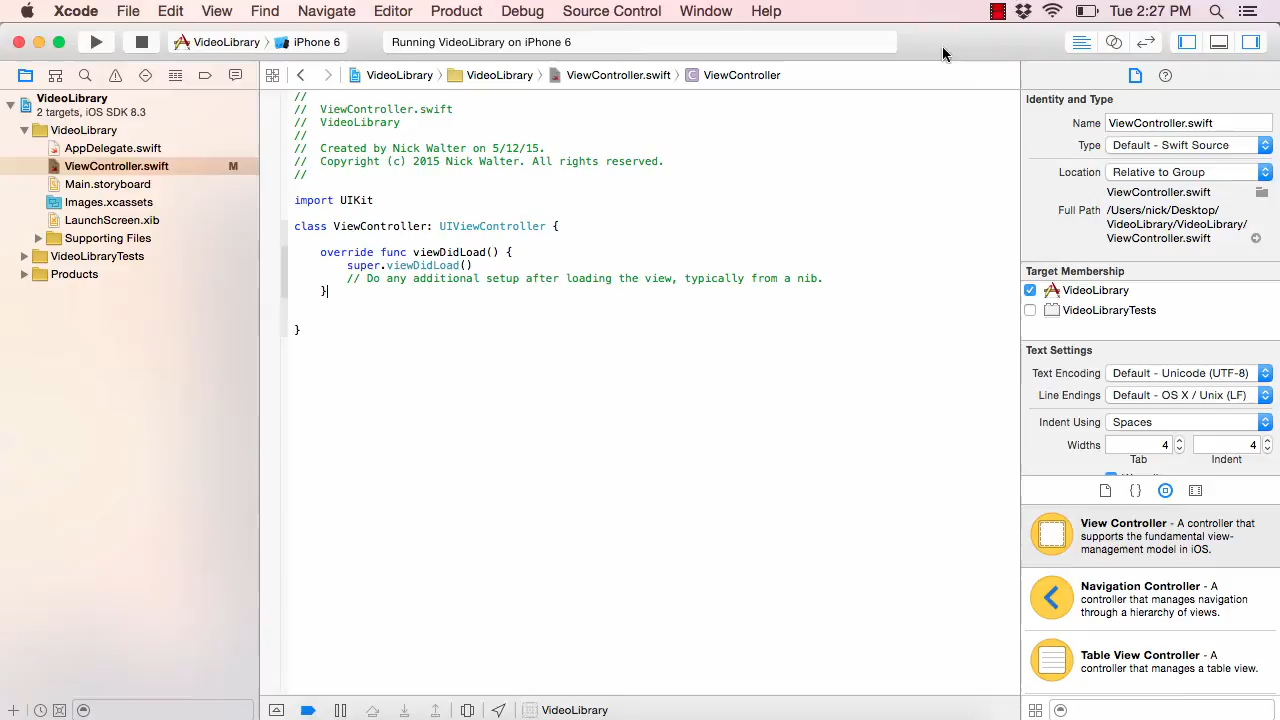 Xcode File Edit View Find Navigate Editor Product Debug Source Control Window Help Tue 2:27 PM
VideoLibrary iPhone 6 Running VideoLibrary on iPhone 6
VideoLibrary VideoLibrary ViewController.swift C ViewController
VideoLibrary
2 targets, iOS SDK 8.3
VideoLibrary
AppDelegate.swift
ViewController.swift M
Main.storyboard
Images.xcassets
LaunchScreen.xib
Supporting Files
VideoLibraryTests
Products
//
// ViewController.swift
// VideoLibrary
//
// Created by Nick Walter on 5/12/15.
// Copyright (c) 2015 Nick Walter. All rights reserved.
//
import UIKit
class ViewController: UIViewController {
override func viewDidLoad() {
super.viewDidLoad()
// Do any additional setup after loading the view, typically from a nib.
}
}
Identity and Type
Name ViewController.swift
Type Default - Swift Source
Location Relative to Group
ViewController.swift
Full Path /Users/nick/Desktop/
VideoLibrary/VideoLibrary/
ViewController.swift
Target Membership
VideoLibrary
VideoLibraryTests
Text Settings
Text Encoding Default - Unicode (UTF-8)
Line Endings Default - OS X / Unix (LF)
Indent Using Spaces
Widths 4 4
Tab Indent
View Controller - A controller that
supports the fundamental view-
management model in iOS.
Navigation Controller - A
controller that manages navigation
through a hierarchy of views.
Table View Controller - A
controller that manages a table view.
VideoLibrary